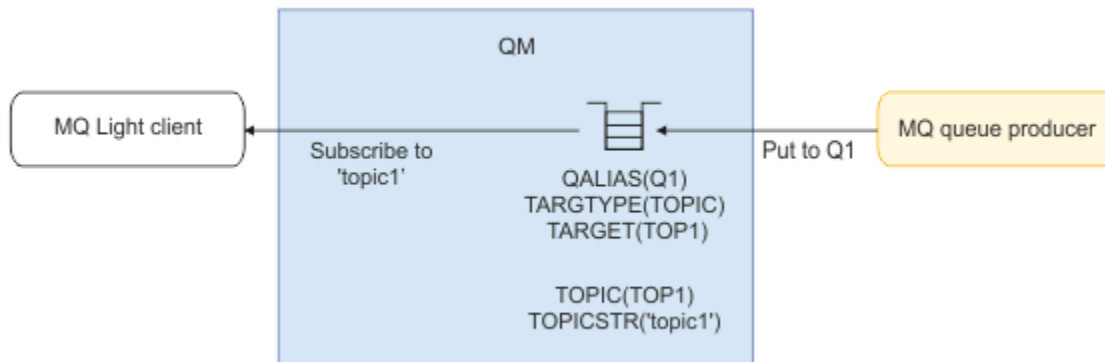 QM
MQ Light client
MQ queue producer
Subscribe to
'topic1'
Put to Q1
QALIAS(Q1)
TARGTYPE(TOPIC)
TARGET(TOP1)
TOPIC(TOP1)
TOPICSTR('topic1')